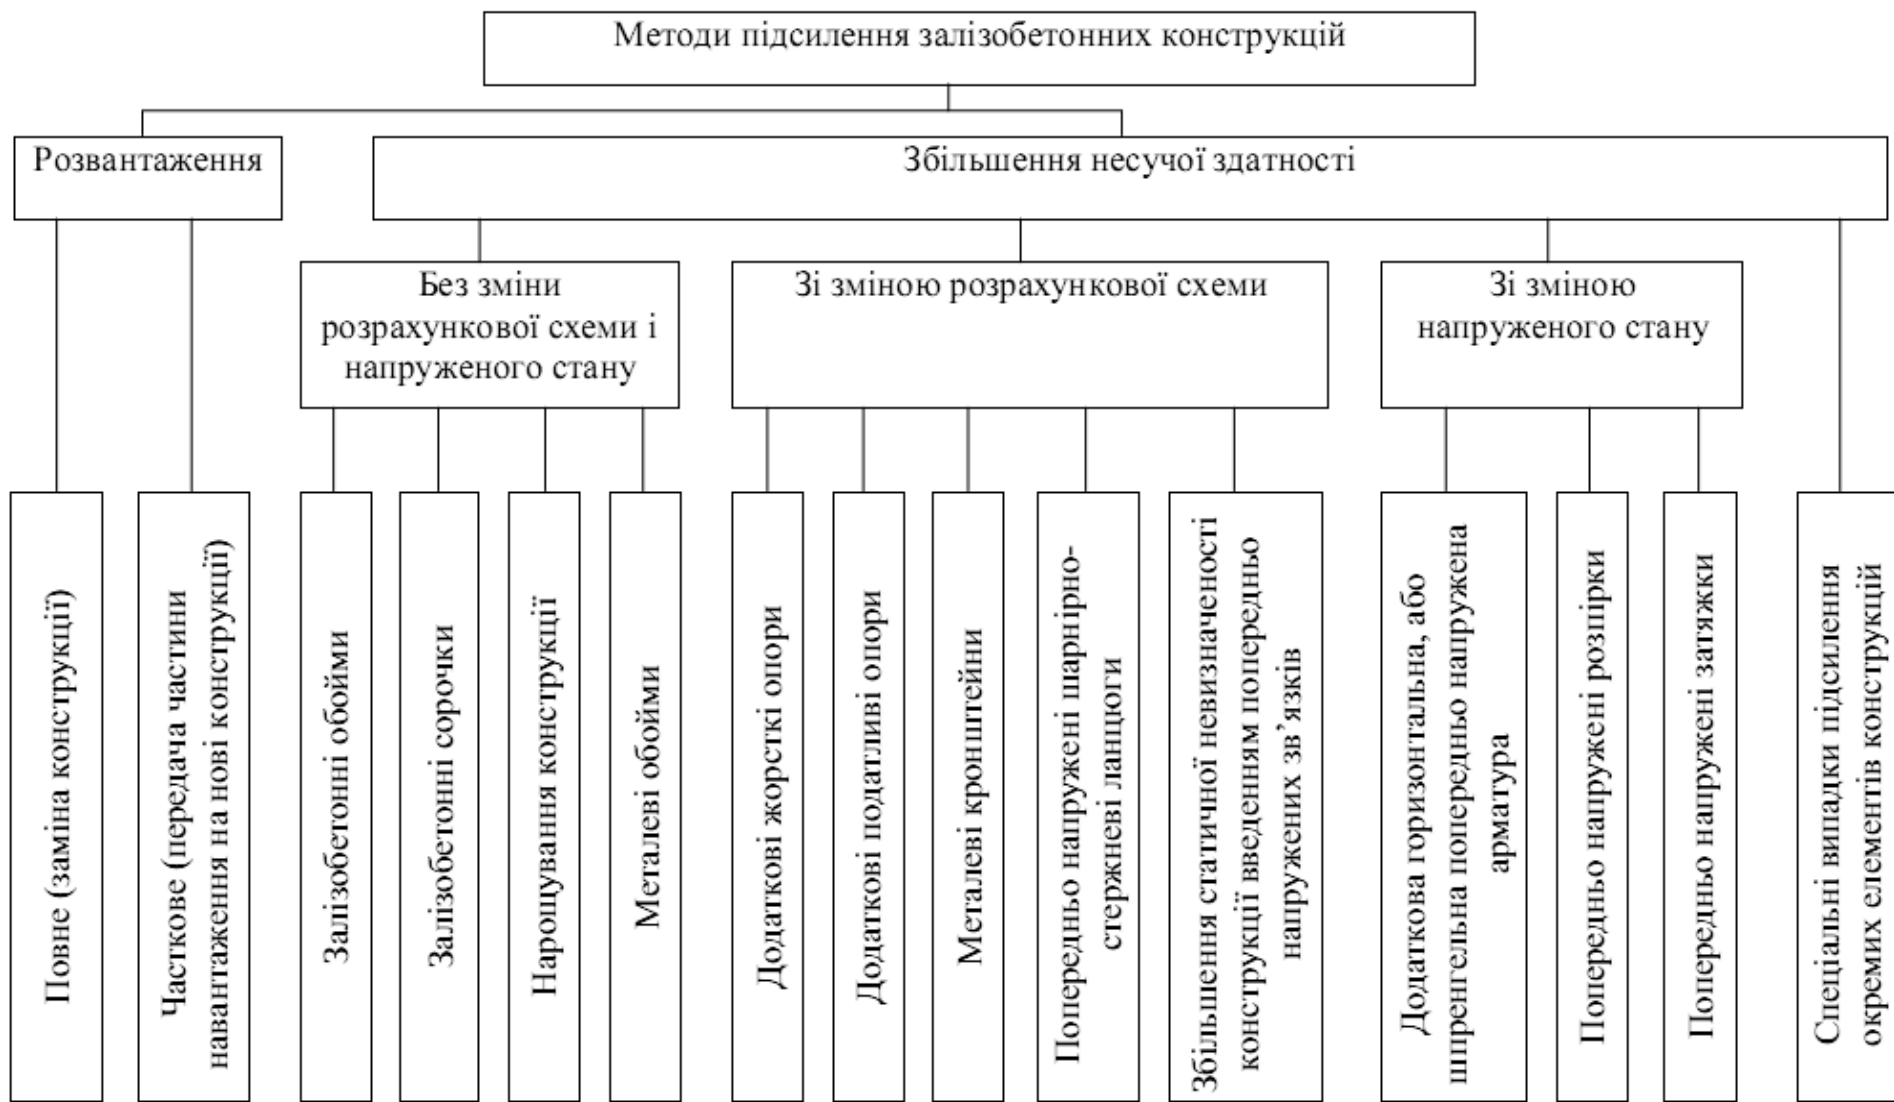 Методи підсилення залізобетонних конструкцій
Розвантаження
Збільшення несучої здатності
Без зміни
розрахункової схеми і
напруженого стану
Зі зміною розрахункової схеми
Зі зміною
напруженого стану
Повне (заміна конструкції)
Часткове (передача частини
навантаження на нові конструкції)
Залізобетонні обойми
Залізобетонні сорочки
Нарощування конструкції
Металеві обойми
Додаткові жорсткі опори
Додаткові податливі опори
Металеві кронштейни
Попередньо напружені парнірно-
стержневі ланцюги
Збільшення статичної невизначеності
конструкції введенням попередньо
напружених зв’язків
Додаткова горизонтальна, або
шпренгельна попередньо напружена
арматура
Попередньо напружені розпірки
Попередньо напружені затяжки
Спеціальні випадки підсилення
окремих елементів конструкцій